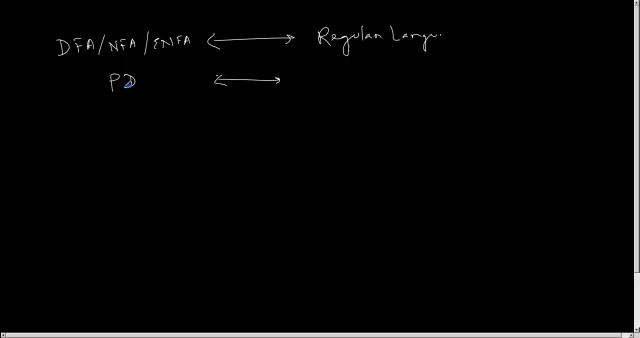 DFA/NFA/ENFA ⟷ Regular Langu.
PD ⟷